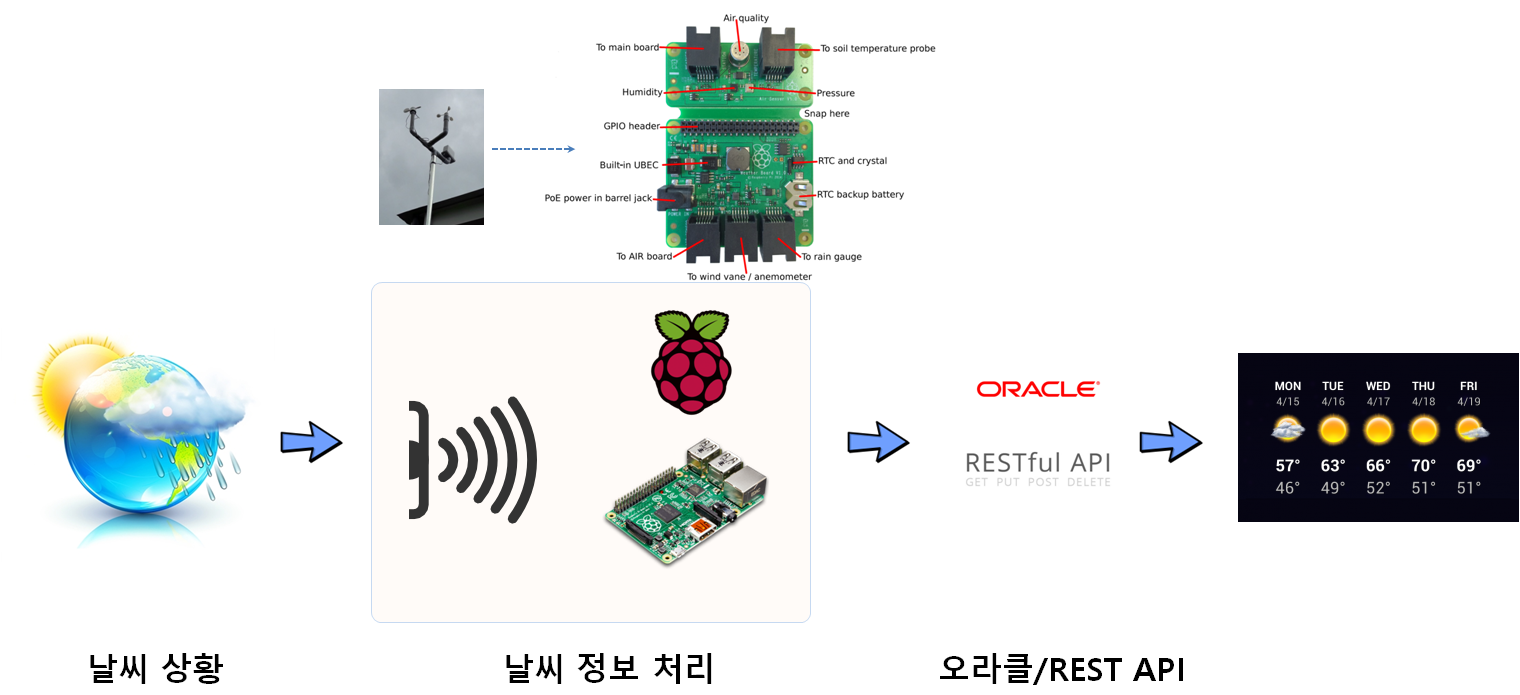 Air quality
To main board
To soil temperature probe
Humidity
Pressure
Snap here
GPIO header
Built-in UBEC
RTC and crystal
PoE power in barrel jack
RTC backup battery
POWER IN
To AIR board
To rain gauge
To wind vane / anemometer
ORACLE
RESTful API
GET PUT POST DELETE
MON TUE WED THU FRI
4/15 4/16 4/17 4/18 4/19
57° 63° 66° 70° 69°
46° 49° 52° 51° 51°
날씨 상황
날씨 정보 처리
오라클/REST API